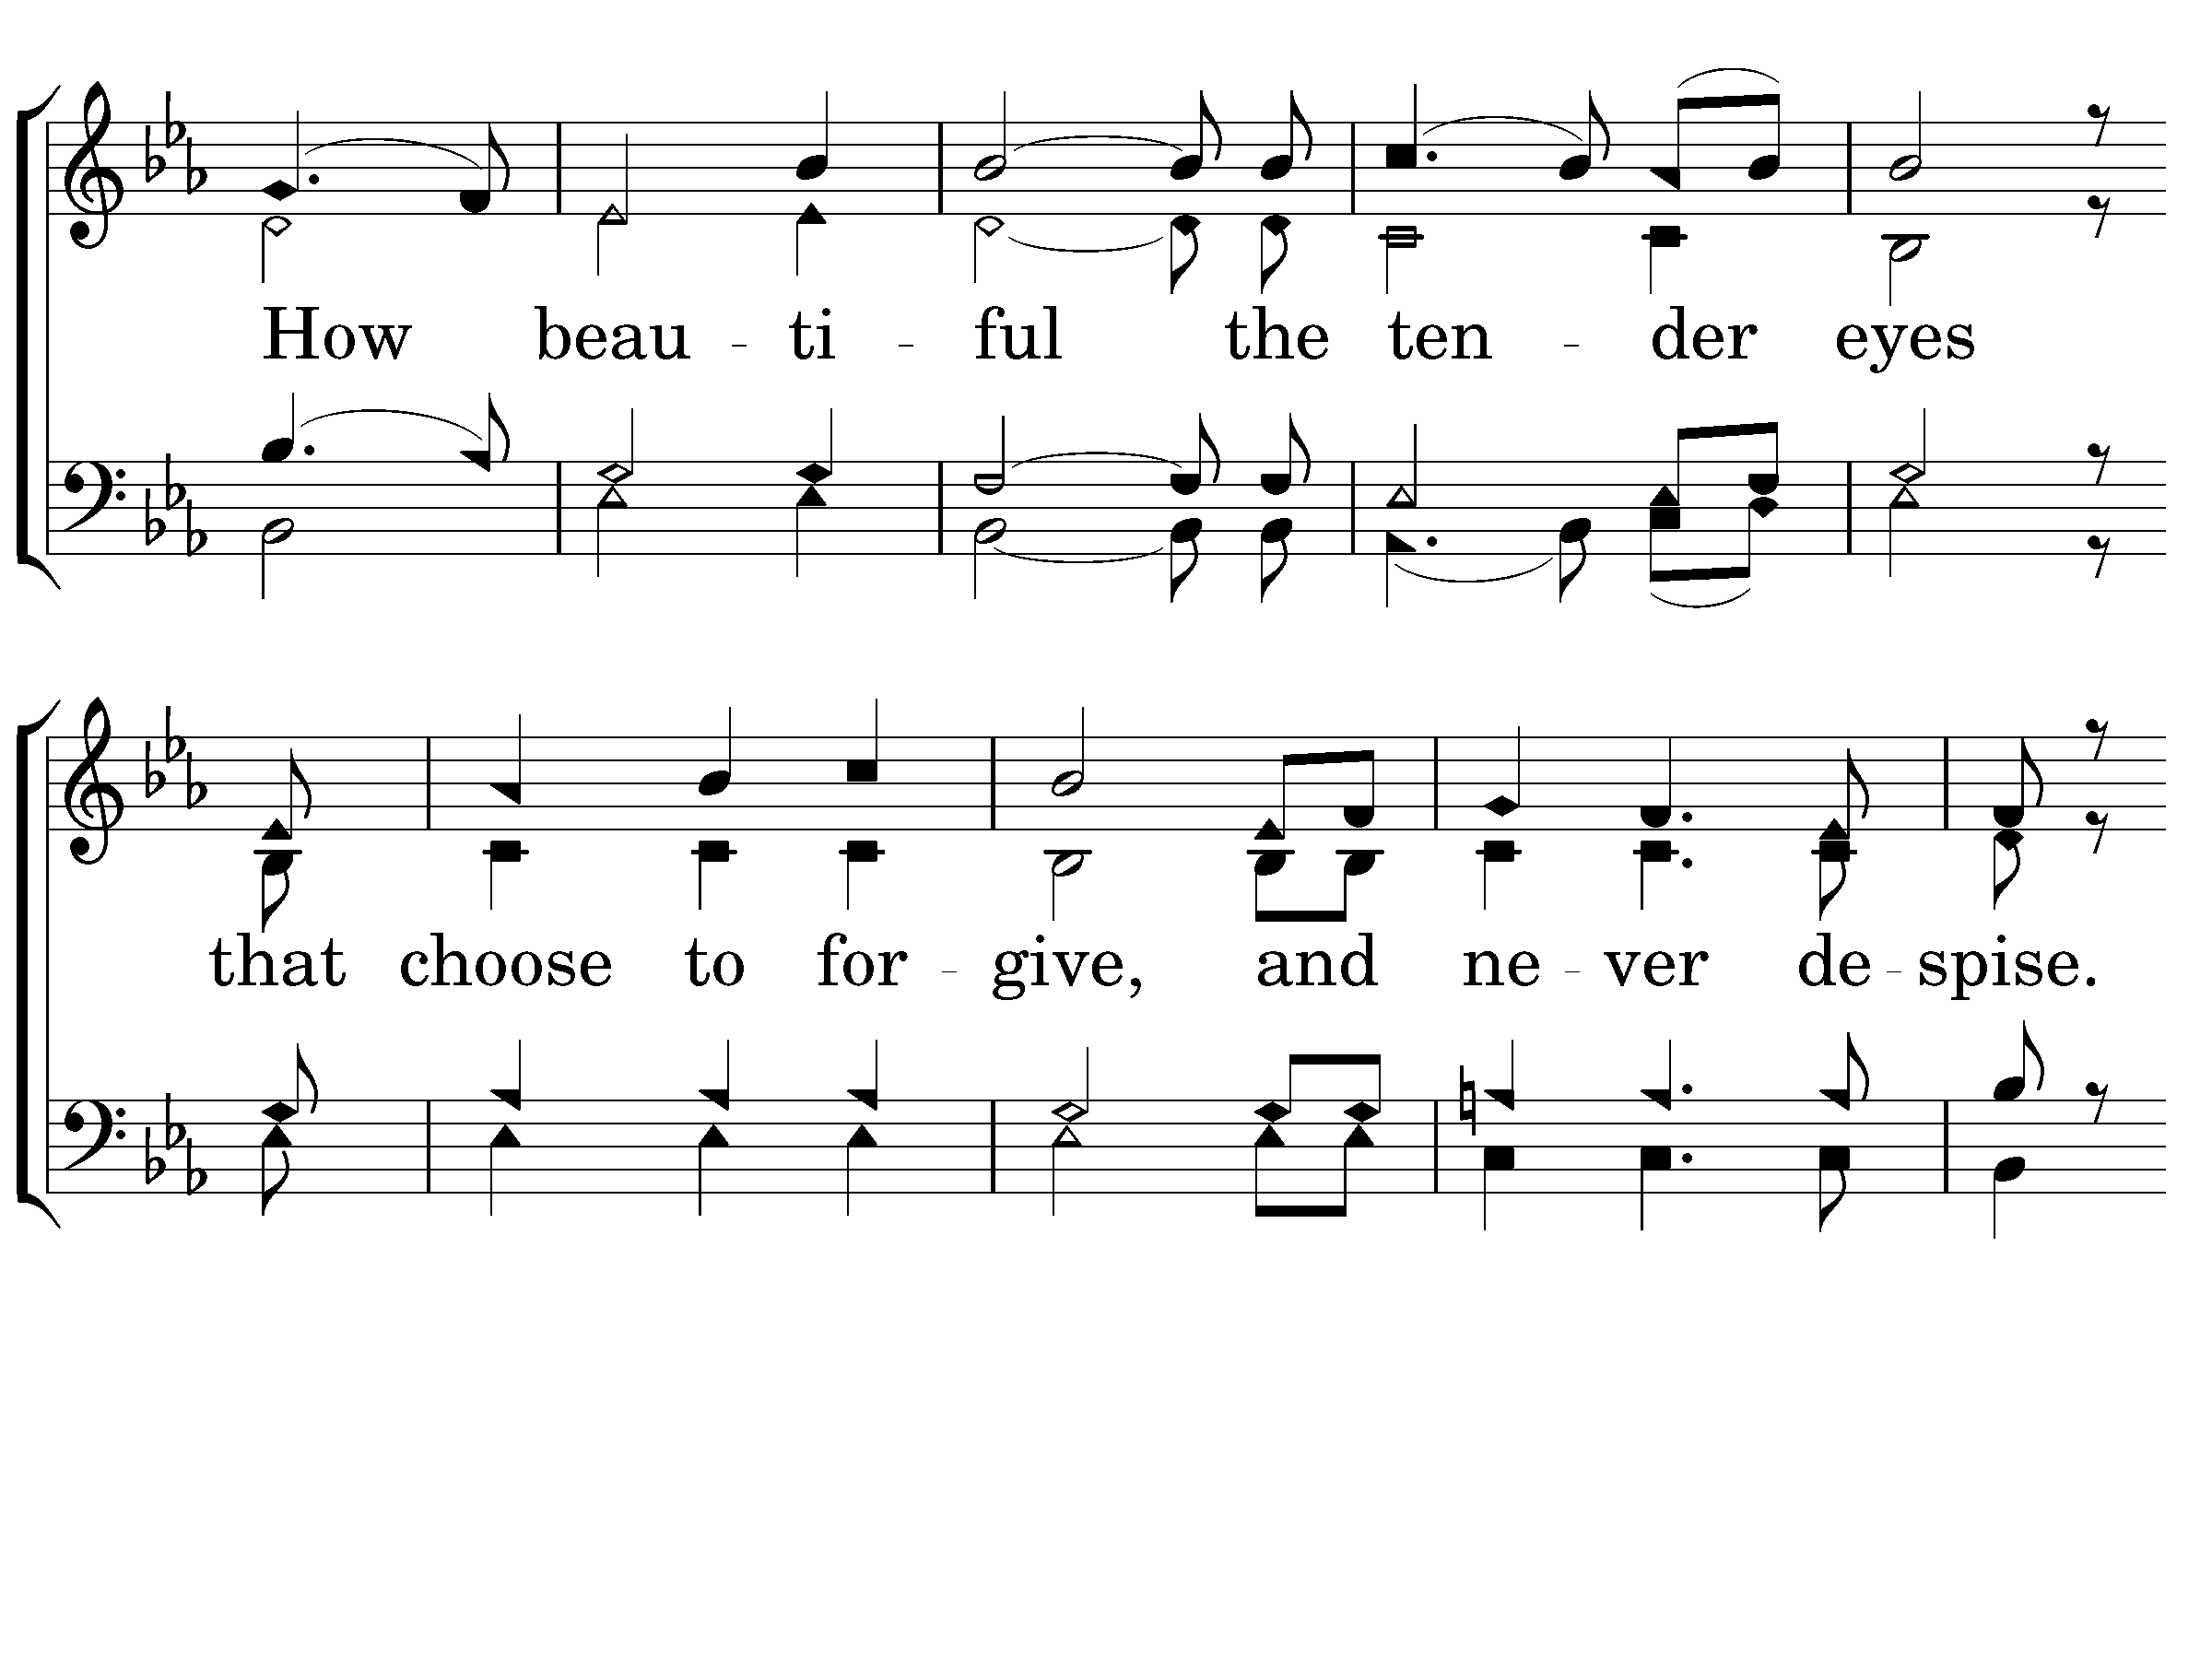 How beau - ti - ful the ten - der eyes
that choose to for - give, and ne - ver de - spise.